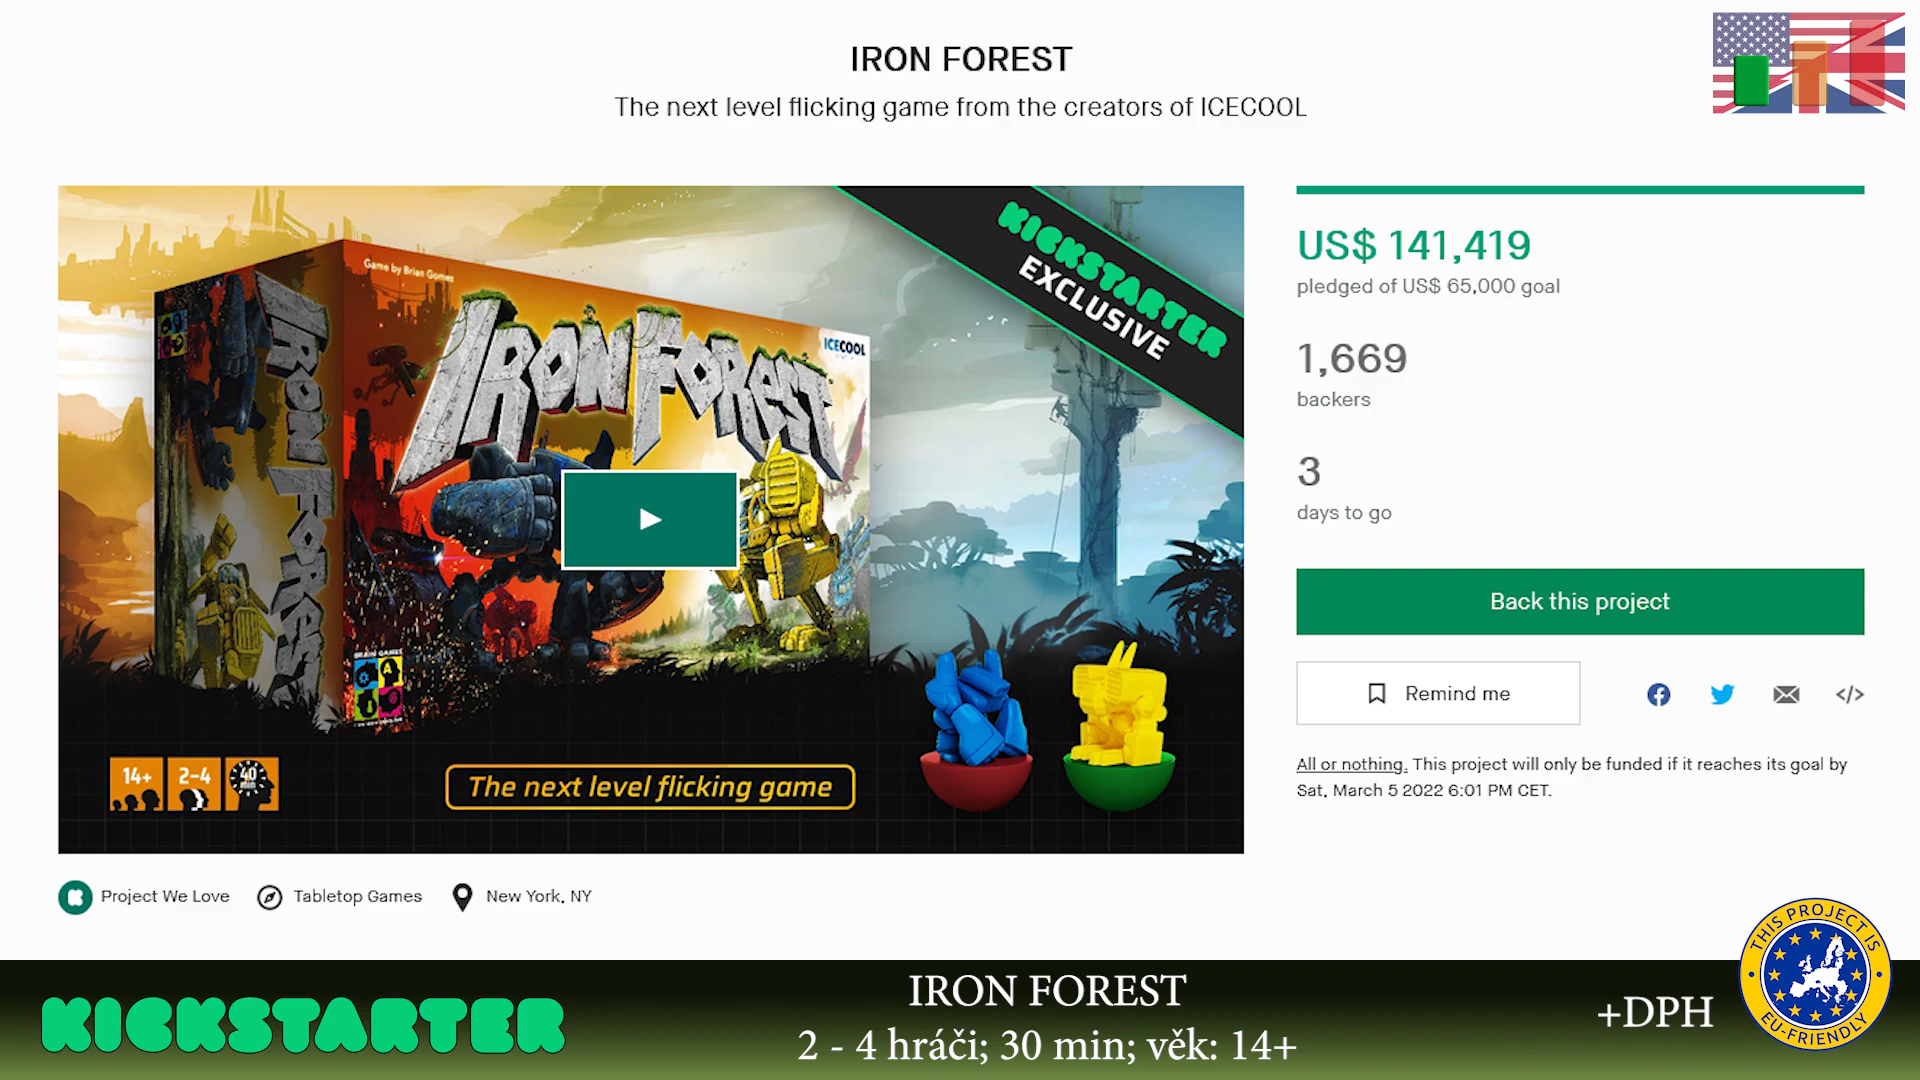 IRON FOREST
The next level flicking game from the creators of ICECOOL
KICKSTARTER
EXCLUSIVE
Game by Brian Gomez
IRON FOREST
IRON FOREST
ICECOOL
BRAIN GAMES
14+
2-4
40
min
The next level flicking game
US$ 141,419
pledged of US$ 65,000 goal
1,669
backers
3
days to go
Back this project
Remind me
All or nothing. This project will only be funded if it reaches its goal by
Sat, March 5 2022 6:01 PM CET.
Project We Love
Tabletop Games
New York, NY
KICKSTARTER
IRON FOREST
2 - 4 hráči; 30 min; věk: 14+
+DPH
THIS PROJECT IS
EU-FRIENDLY